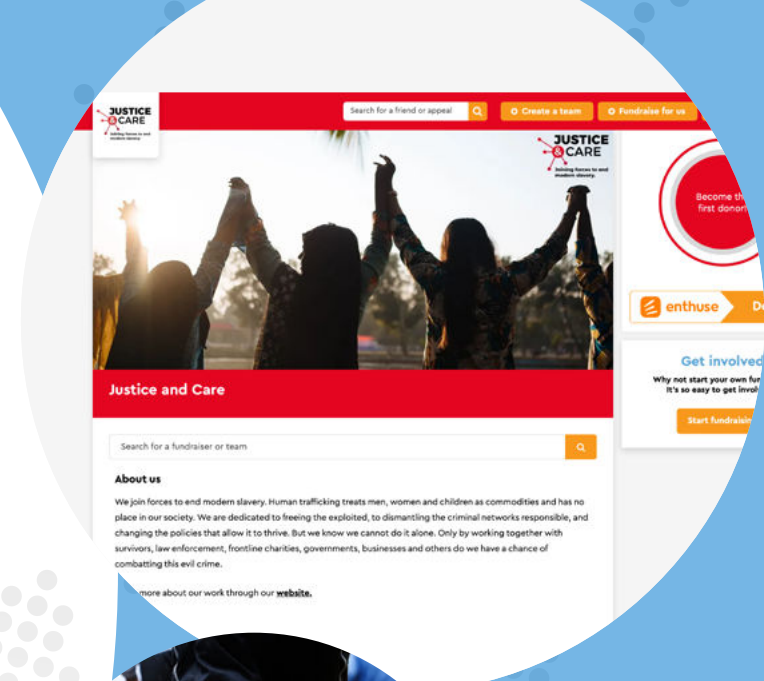 JUSTICE
&CARE
Joining forces to end
modern slavery.
Search for a friend or appeal
Create a team
Fundraise for us
JUSTICE
&CARE
Joining forces to end
modern slavery.
Become
first donor!
enthuse
Justice and Care
Get involved
Why not start your own
It's so easy to get
Start
Search for a fundraiser or team
About us
We join forces to end modern slavery. Human trafficking treats men, women and children as commodities and has no
place in our society. We are dedicated to freeing the exploited, to dismantling the criminal networks responsible, and
changing the policies that allow it to thrive. But we know we cannot do it alone. Only by working together with
survivors, law enforcement, frontline charities, governments, businesses and others do we have a chance of
combatting this evil crime.
more about our work through our website.